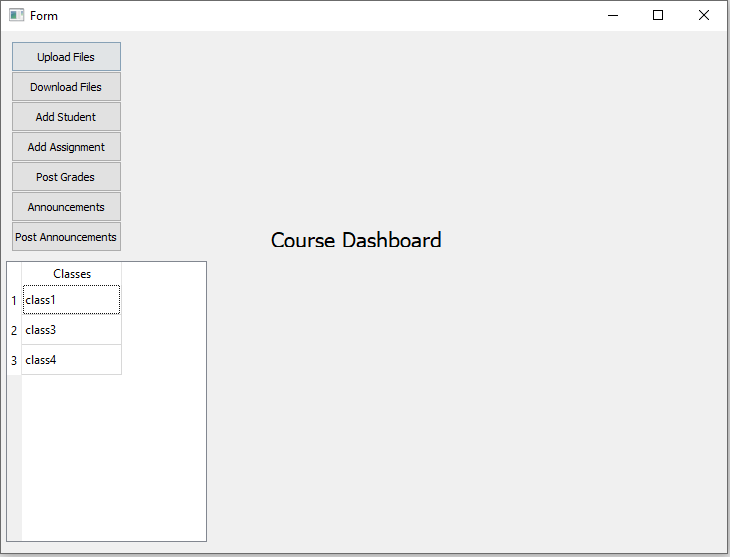 Form
Upload Files
Download Files
Add Student
Add Assignment
Post Grades
Announcements
Post Announcements
Course Dashboard
Classes
1 class1
2 class3
3 class4